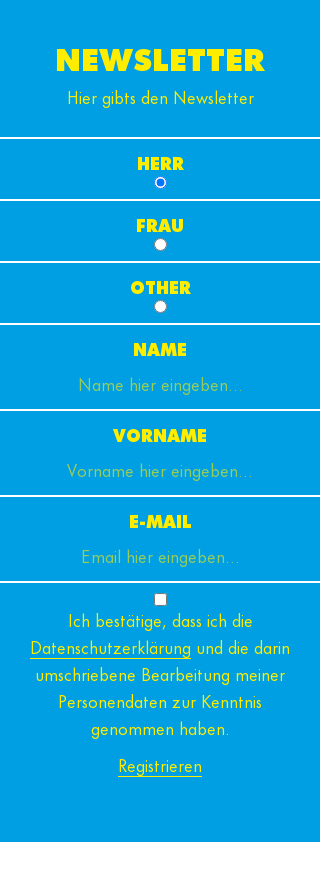 NEWSLETTER
Hier gibts den Newsletter
HERR
FRAU
OTHER
NAME
Name hier eingeben...
VORNAME
Vorname hier eingeben...
E-MAIL
Email hier eingeben...
Ich bestätige, dass ich die
Datenschutzerklärung und die darin
umschriebene Bearbeitung meiner
Personendaten zur Kenntnis
genommen haben.
Registrieren